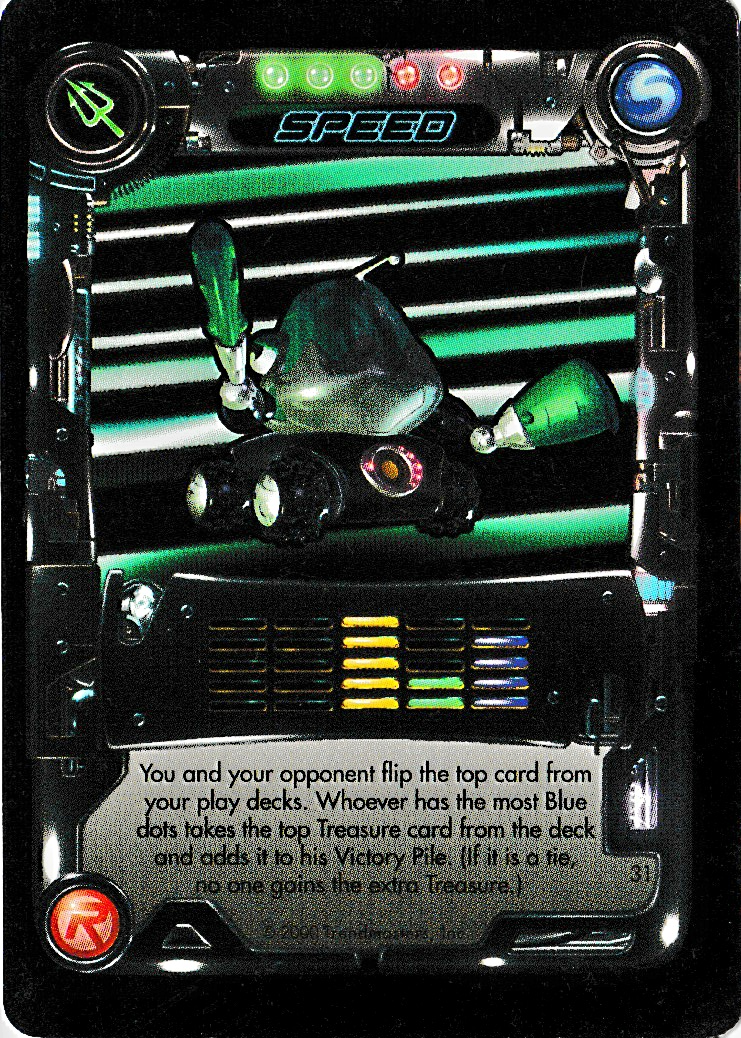 S
SPEED
You and your opponent flip the top card from
your play decks. Whoever has the most Blue
dots takes the top Treasure card from the deck
and adds it to his Victory Pile. (If it is a tie,
no one gains the extra Treasure.)
31
R
© 2000 Trendmasters, Inc.